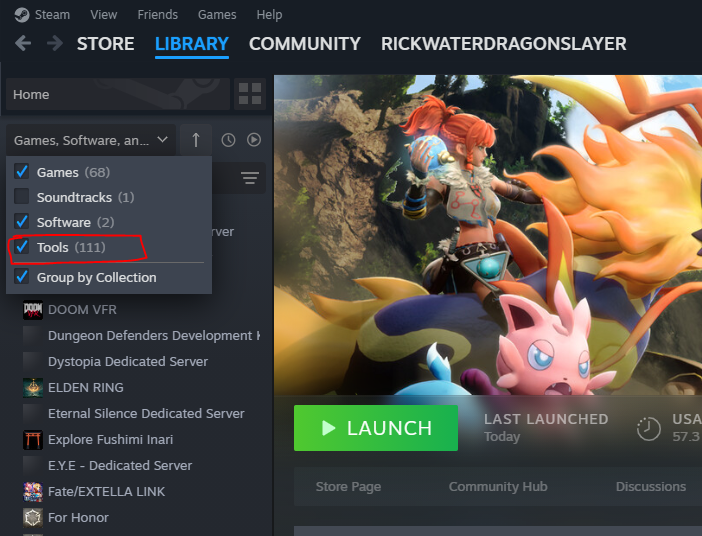 Steam View Friends Games Help
STORE LIBRARY COMMUNITY RICKWATERDRAGONSLAYER
Home
Games, Software, an...
Games (68)
Soundtracks (1)
Software (2)
erver
Tools (111)
Group by Collection
DOOM VFR
Dungeon Defenders Development K
Dystopia Dedicated Server
ELDEN RING
Eternal Silence Dedicated Server
Explore Fushimi Inari
E.Y.E - Dedicated Server
Fate/EXTELLA LINK
For Honor
LAUNCH
LAST LAUNCHED
Today
USA
57.3
Store Page Community Hub Discussions